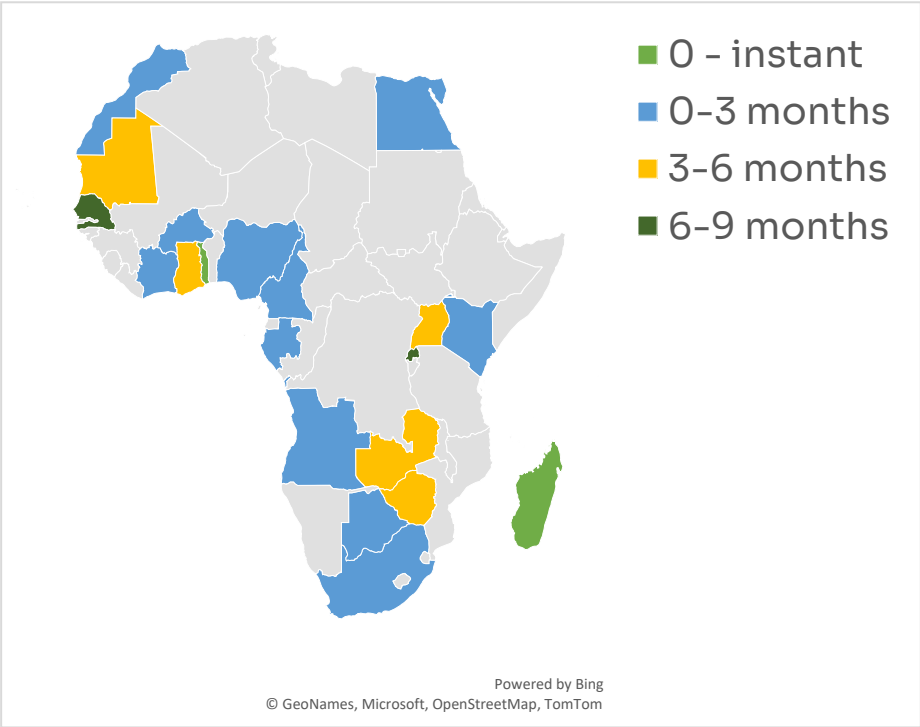 0 - instant
0-3 months
3-6 months
6-9 months
Powered by Bing
© GeoNames, Microsoft, OpenStreetMap, TomTom